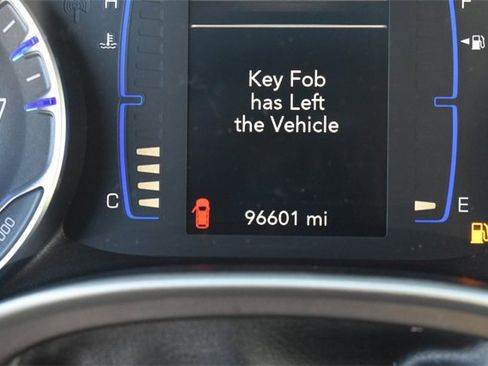 H
F
Key Fob
has Left
the Vehicle
C
E
96601 mi